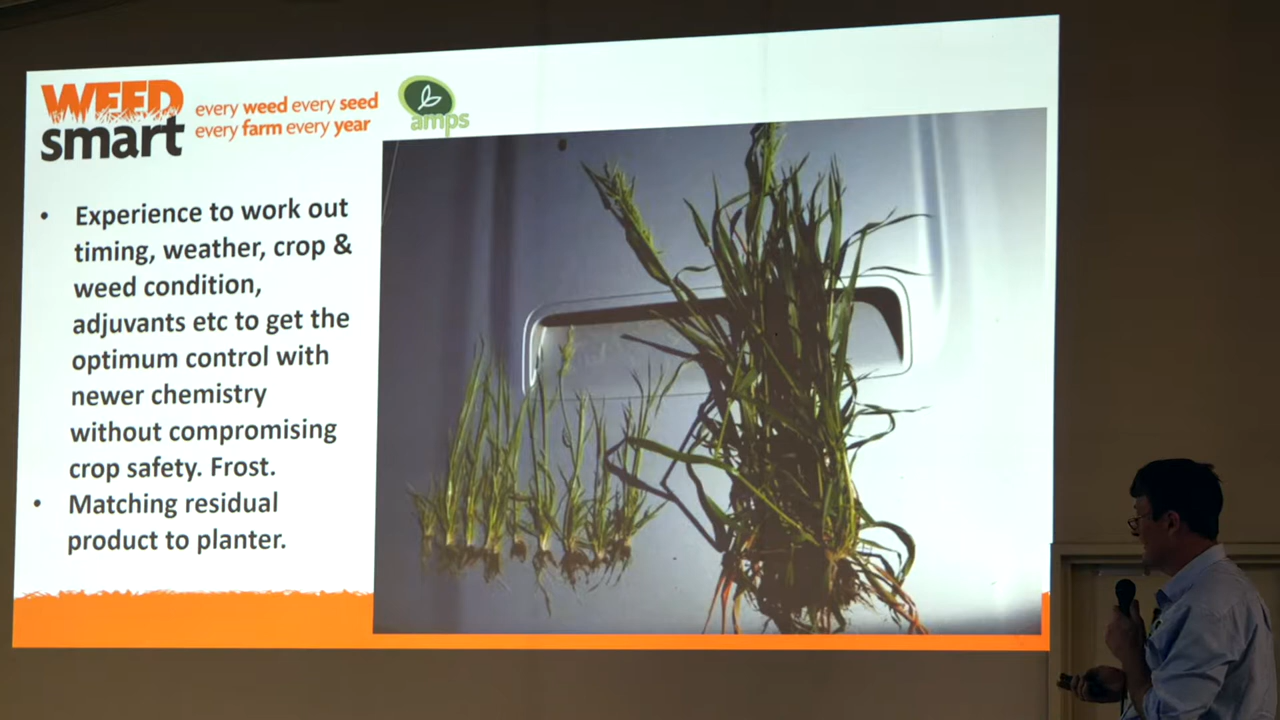 WEED
smart
every weed every seed
every farm every year
amps
• Experience to work out
timing, weather, crop &
weed condition,
adjuvants etc to get the
optimum control with
newer chemistry
without compromising
crop safety. Frost.
• Matching residual
product to planter.